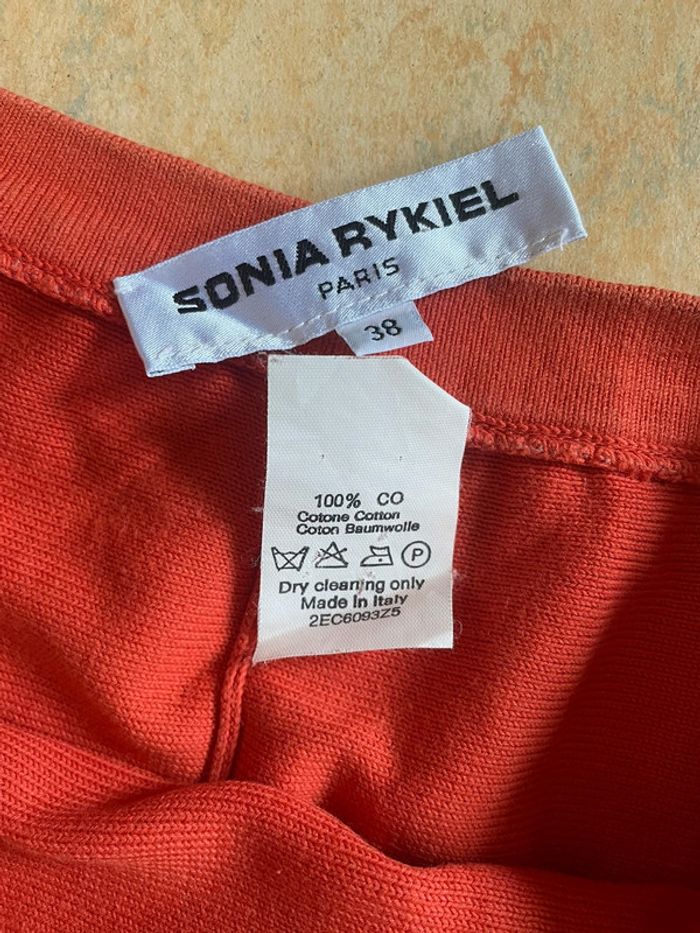 SONIA RYKIEL
PARIS
38
100% CO
Cotone Cotton
Coton Baumwolle
P
Dry cleaning only
Made in Italy
2EC6093Z5